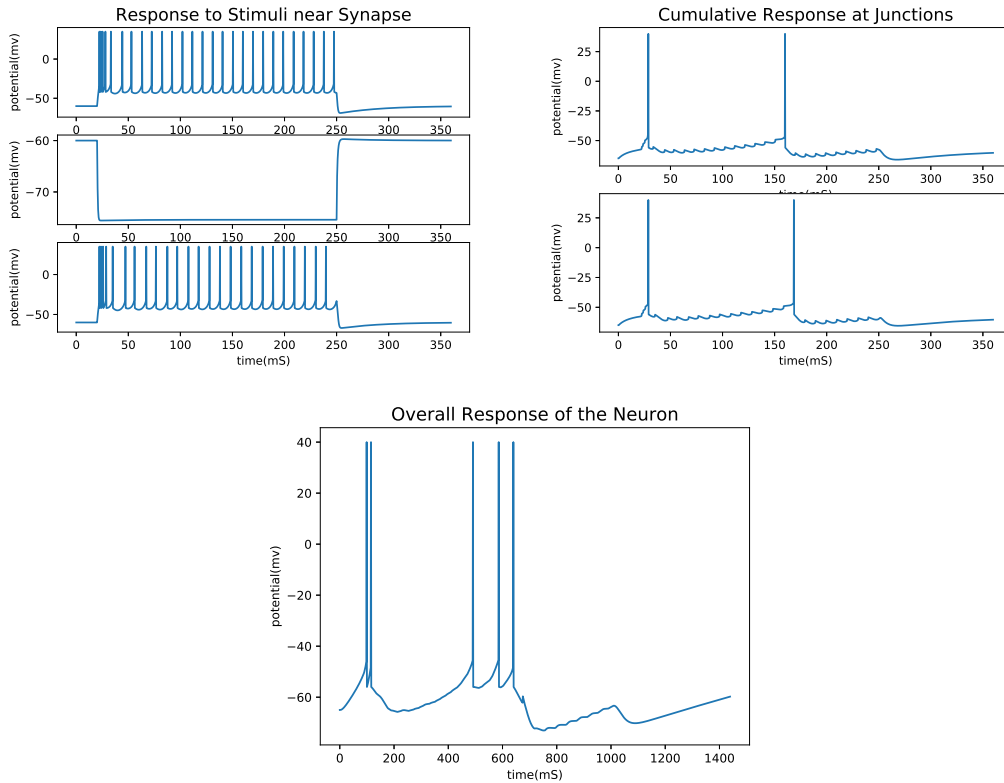 Response to Stimuli near Synapse
potential(mv)
0
−50
0 50 100 150 200 250 300 350
potential(mv)
−60
−70
0 50 100 150 200 250 300 350
potential(mv)
0
−50
0 50 100 150 200 250 300 350
time(mS)
Cumulative Response at Junctions
potential(mv)
25
0
−25
−50
0 50 100 150 200 250 300 350
time(mS)
potential(mv)
25
0
−25
−50
0 50 100 150 200 250 300 350
time(mS)
Overall Response of the Neuron
potential(mv)
40
20
0
−20
−40
−60
0 200 400 600 800 1000 1200 1400
time(mS)